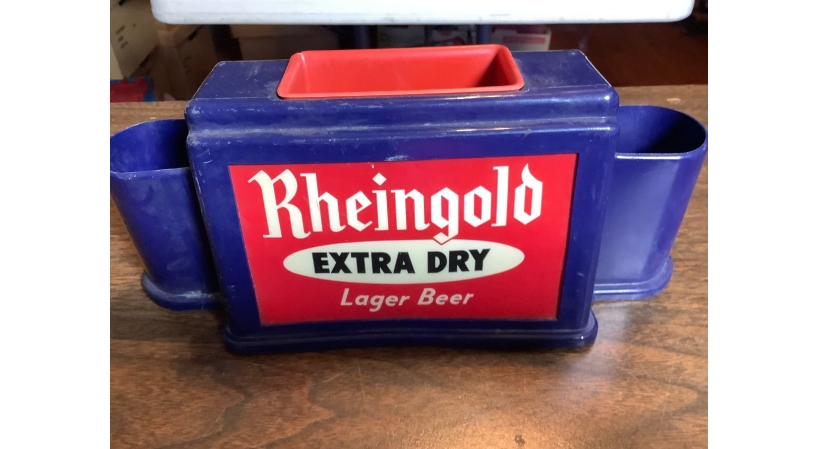 Rheingold
EXTRA DRY
Lager Beer